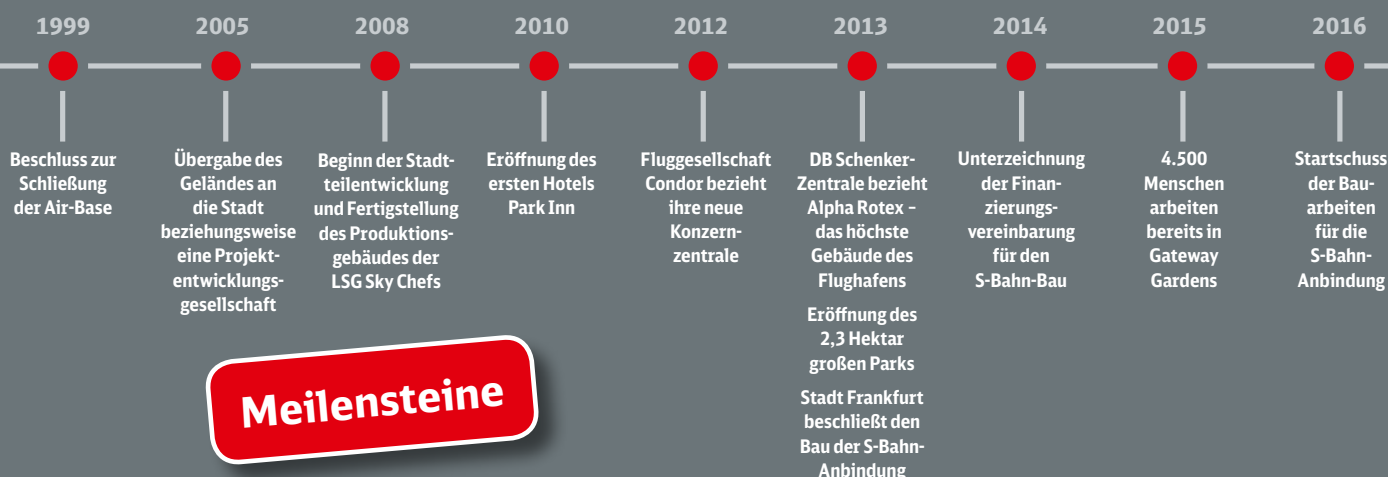 1999
Beschluss zur
Schließung
der Air-Base
2005
Übergabe des
Geländes an
die Stadt
beziehungsweise
eine Projekt-
entwicklungs-
gesellschaft
2008
Beginn der Stadt-
teilentwicklung
und Fertigstellung
des Produktions-
gebäudes der
LSG Sky Chefs
2010
Eröffnung des
ersten Hotels
Park Inn
2012
Fluggesellschaft
Condor bezieht
ihre neue
Konzern-
zentrale
2013
DB Schenker-
Zentrale bezieht
Alpha Rotex –
das höchste
Gebäude des
Flughafens
Eröffnung des
2,3 Hektar
großen Parks
Stadt Frankfurt
beschließt den
Bau der S-Bahn-
Anbindung
2014
Unterzeichnung
der Finan-
zierungs-
vereinbarung
für den
S-Bahn-Bau
2015
4.500
Menschen
arbeiten
bereits in
Gateway
Gardens
2016
Startschuss
der Bau-
arbeiten
für die
S-Bahn-
Anbindung
Meilensteine